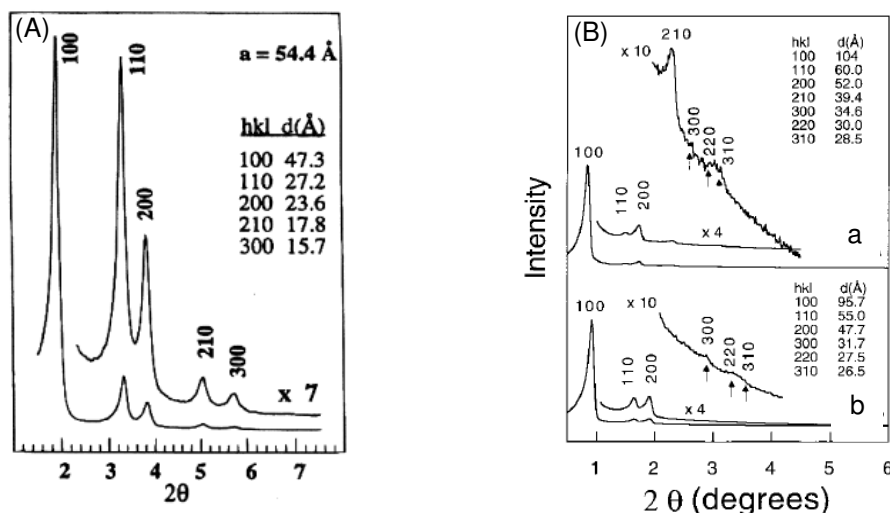 (A)
100
110
a = 54.4 Å
hkl d(Å)
100 47.3
110 27.2
200 23.6
210 17.8
300 15.7
200
210
300
x 7
2 3 4 5 6 7
2θ
(B)
210
x 10
hkl d(Å)
100 104
110 60.0
200 52.0
210 39.4
300 34.6
220 30.0
310 28.5
300
220
310
100
110
200
x 4
a
Intensity
hkl d(Å)
100 95.7
110 55.0
200 47.7
300 31.7
220 27.5
310 26.5
100
x 10
300
220
310
110
200
x 4
b
1 2 3 4 5 6
2 θ (degrees)